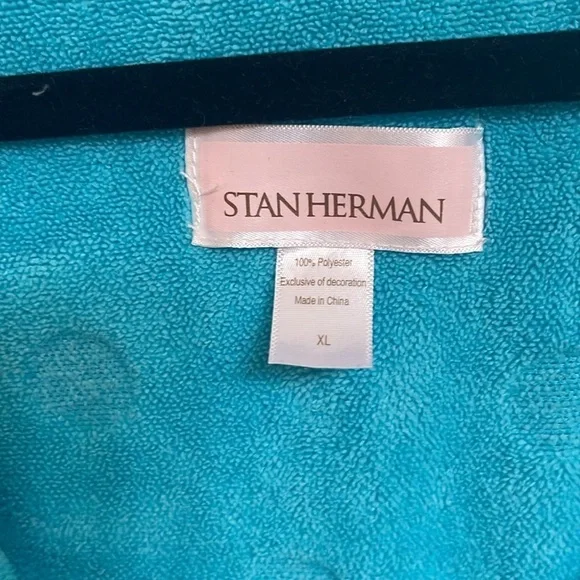 STAN HERMAN
100% Polyester
Exclusive of decoration
Made in China
XL